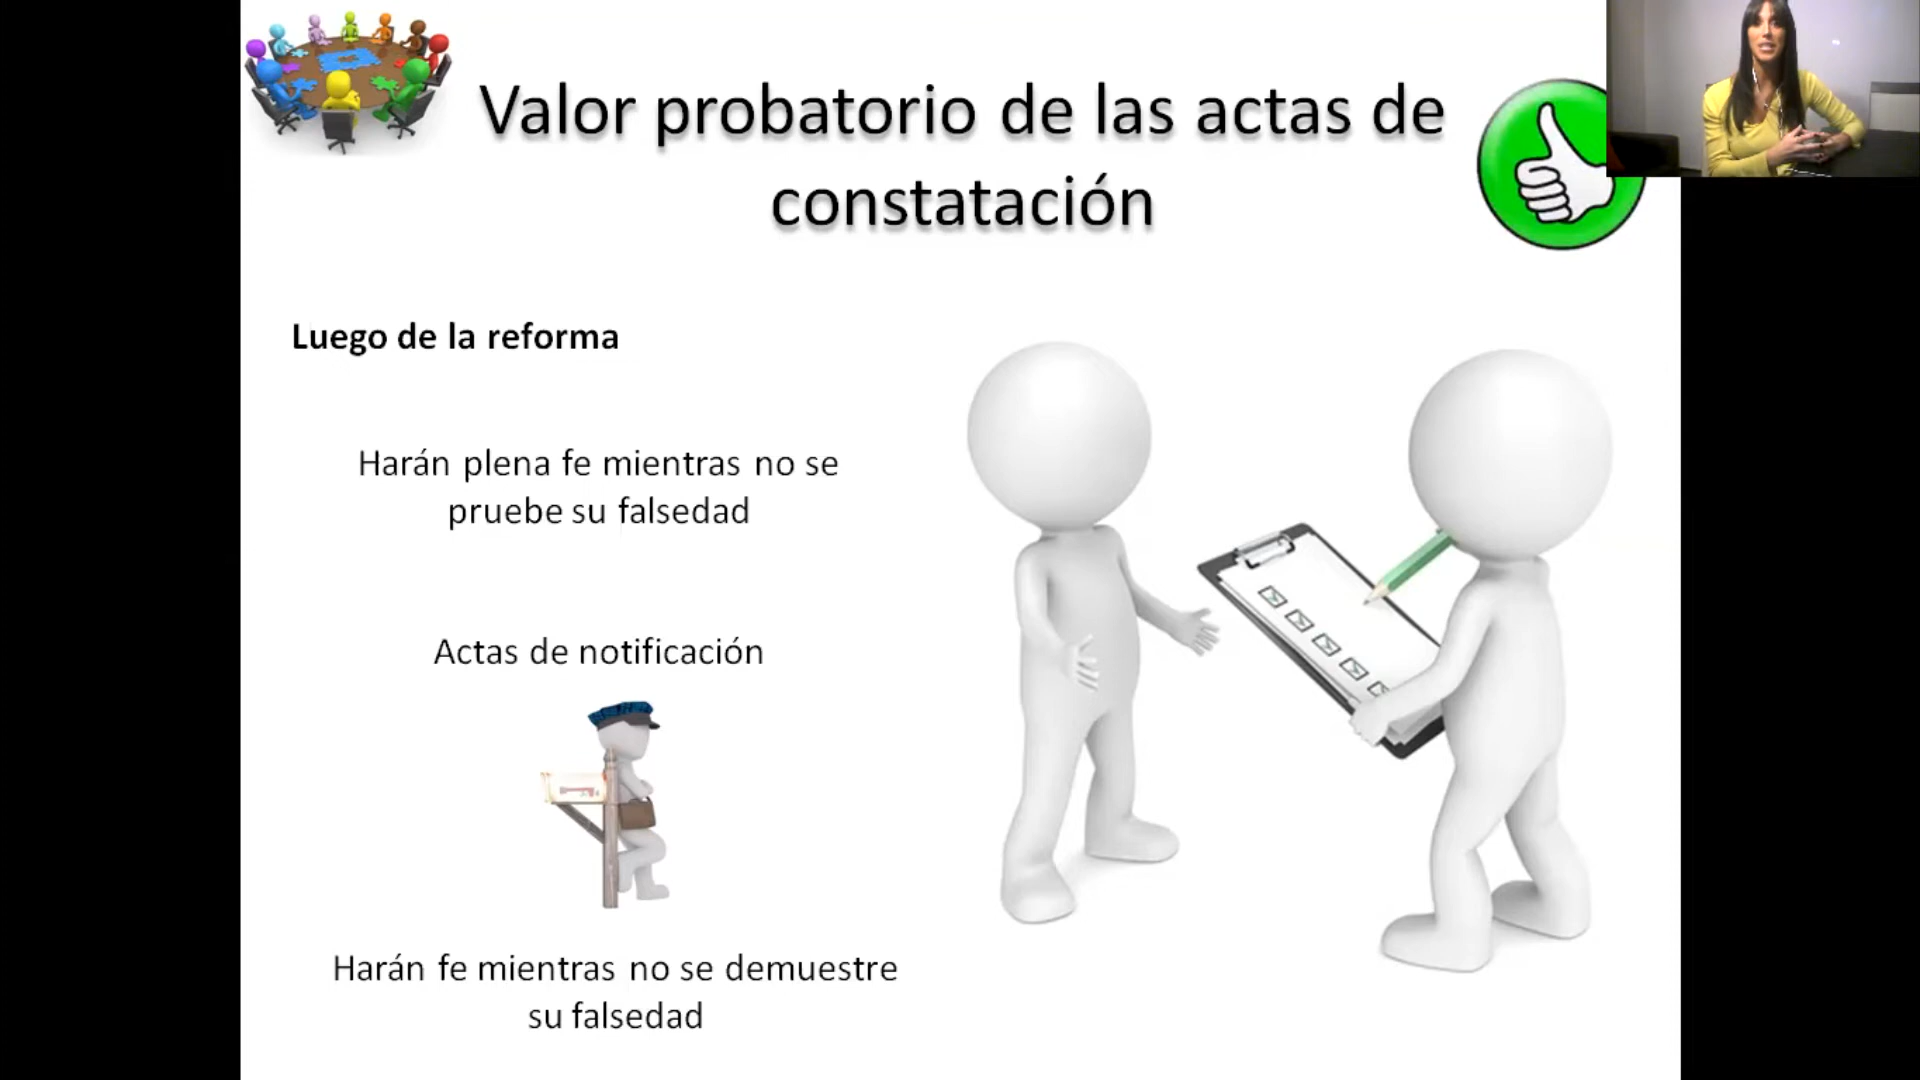 Valor probatorio de las actas de
constatación
Luego de la reforma
Harán plena fe mientras no se
pruebe su falsedad
Actas de notificación
Harán fe mientras no se demuestre
su falsedad